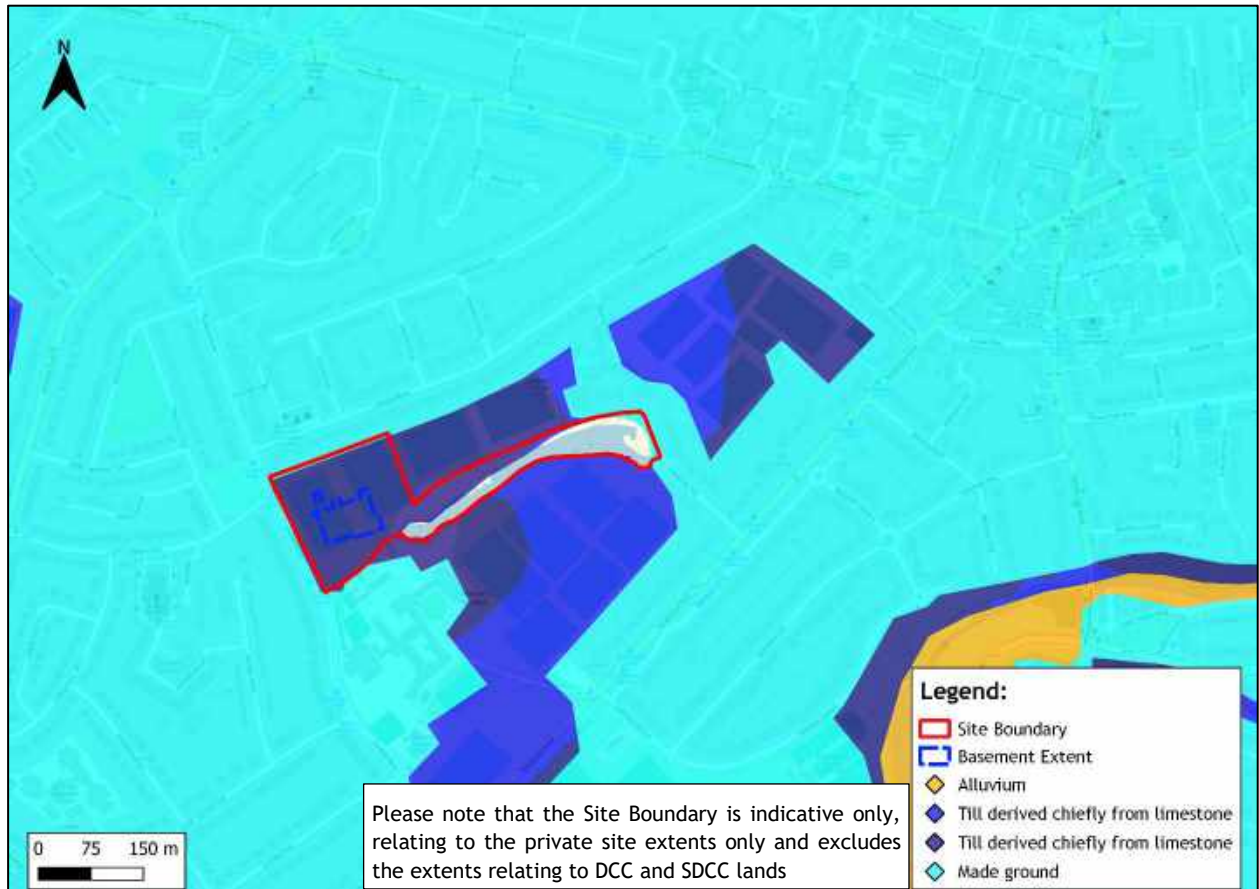 N
Legend:
Site Boundary
Basement Extent
Alluvium
Till derived chiefly from limestone
Till derived chiefly from limestone
Made ground
Please note that the Site Boundary is indicative only,
relating to the private site extents only and excludes
the extents relating to DCC and SDCC lands
0 75 150 m